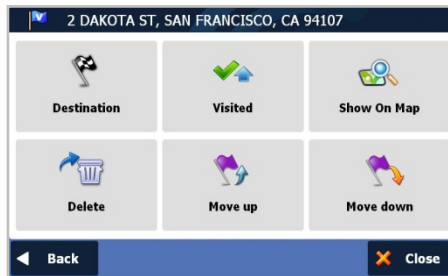 2 DAKOTA ST, SAN FRANCISCO, CA 94107
Destination
Visited
Show On Map
Delete
Move up
Move down
Back
Close